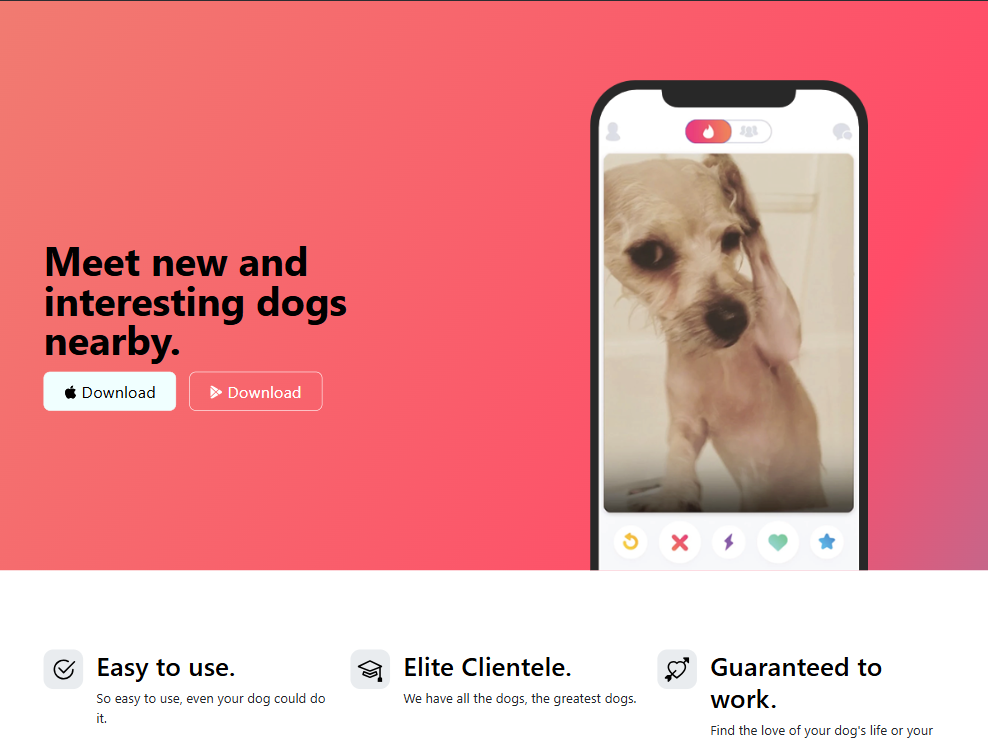 Meet new and
interesting dogs
nearby.
Download
Download
Easy to use.
So easy to use, even your dog could do
it.
Elite Clientele.
We have all the dogs, the greatest dogs.
Guaranteed to
work.
Find the love of your dog's life or your